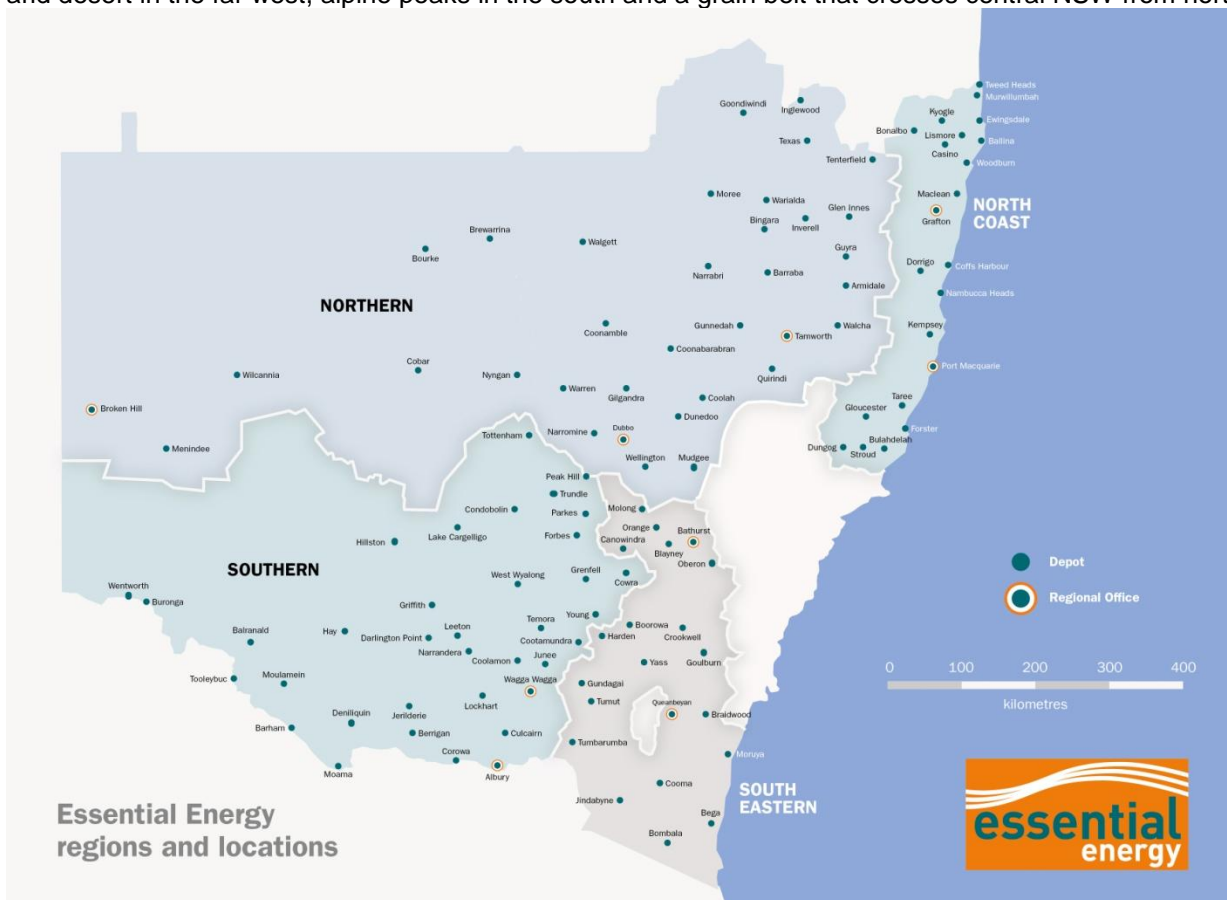 and desert in the far west, alpine peaks in the south and a grain belt that crosses central NSW from
Tweed Heads
Murwillumbah
Goondiwindi
Inglewood
Kyogle
Ewingsdale
Bonalbo
Lismore
Ballina
Texas
Casino
Tenterfield
Woodburn
Moree
Warialda
Maclean
NORTH
COAST
Glen Innes
Bingara
Inverell
Grafton
Brewarrina
Walgett
Bourke
Guyra
Dorrigo
Coffs Harbour
Narrabri
Barraba
Armidale
Nambucca Heads
NORTHERN
Coonamble
Gunnedah
Walcha
Tamworth
Kempsey
Coonabarabran
Cobar
Wilcannia
Nyngan
Quirindi
Port Macquarie
Warren
Gilgandra
Coolah
Taree
Broken Hill
Gloucester
Dunedoo
Forster
Dubbo
Narromine
Tottenham
Menindee
Dungog
Stroud
Bulahdelah
Wellington
Mudgee
Peak Hill
Trundle
Condobolin
Parkes
Molong
Orange
Bathurst
Lake Cargelligo
Hillston
Forbes
Canowindra
Blayney
Oberon
SOUTHERN
West Wyalong
Grenfell
Cowra
Depot
Wentworth
Buronga
Regional Office
Griffith
Young
Temora
Boorowa
Crookwell
Balranald
Hay
Darlington Point
Leeton
Cootamundra
Harden
Narrandera
Coolamon
Junee
Yass
Goulburn
0 100 200 300 400
kilometres
Tooleybuc
Moulamein
Wagga Wagga
Gundagai
Lockhart
Tumut
Queanbeyan
Braidwood
Deniliquin
Jerilderie
Barham
Berrigan
Culcairn
Tumbarumba
Moruya
Corowa
Moama
Albury
Cooma
SOUTH
EASTERN
Jindabyne
Bega
Bombala
Essential Energy
regions and locations
essential
energy